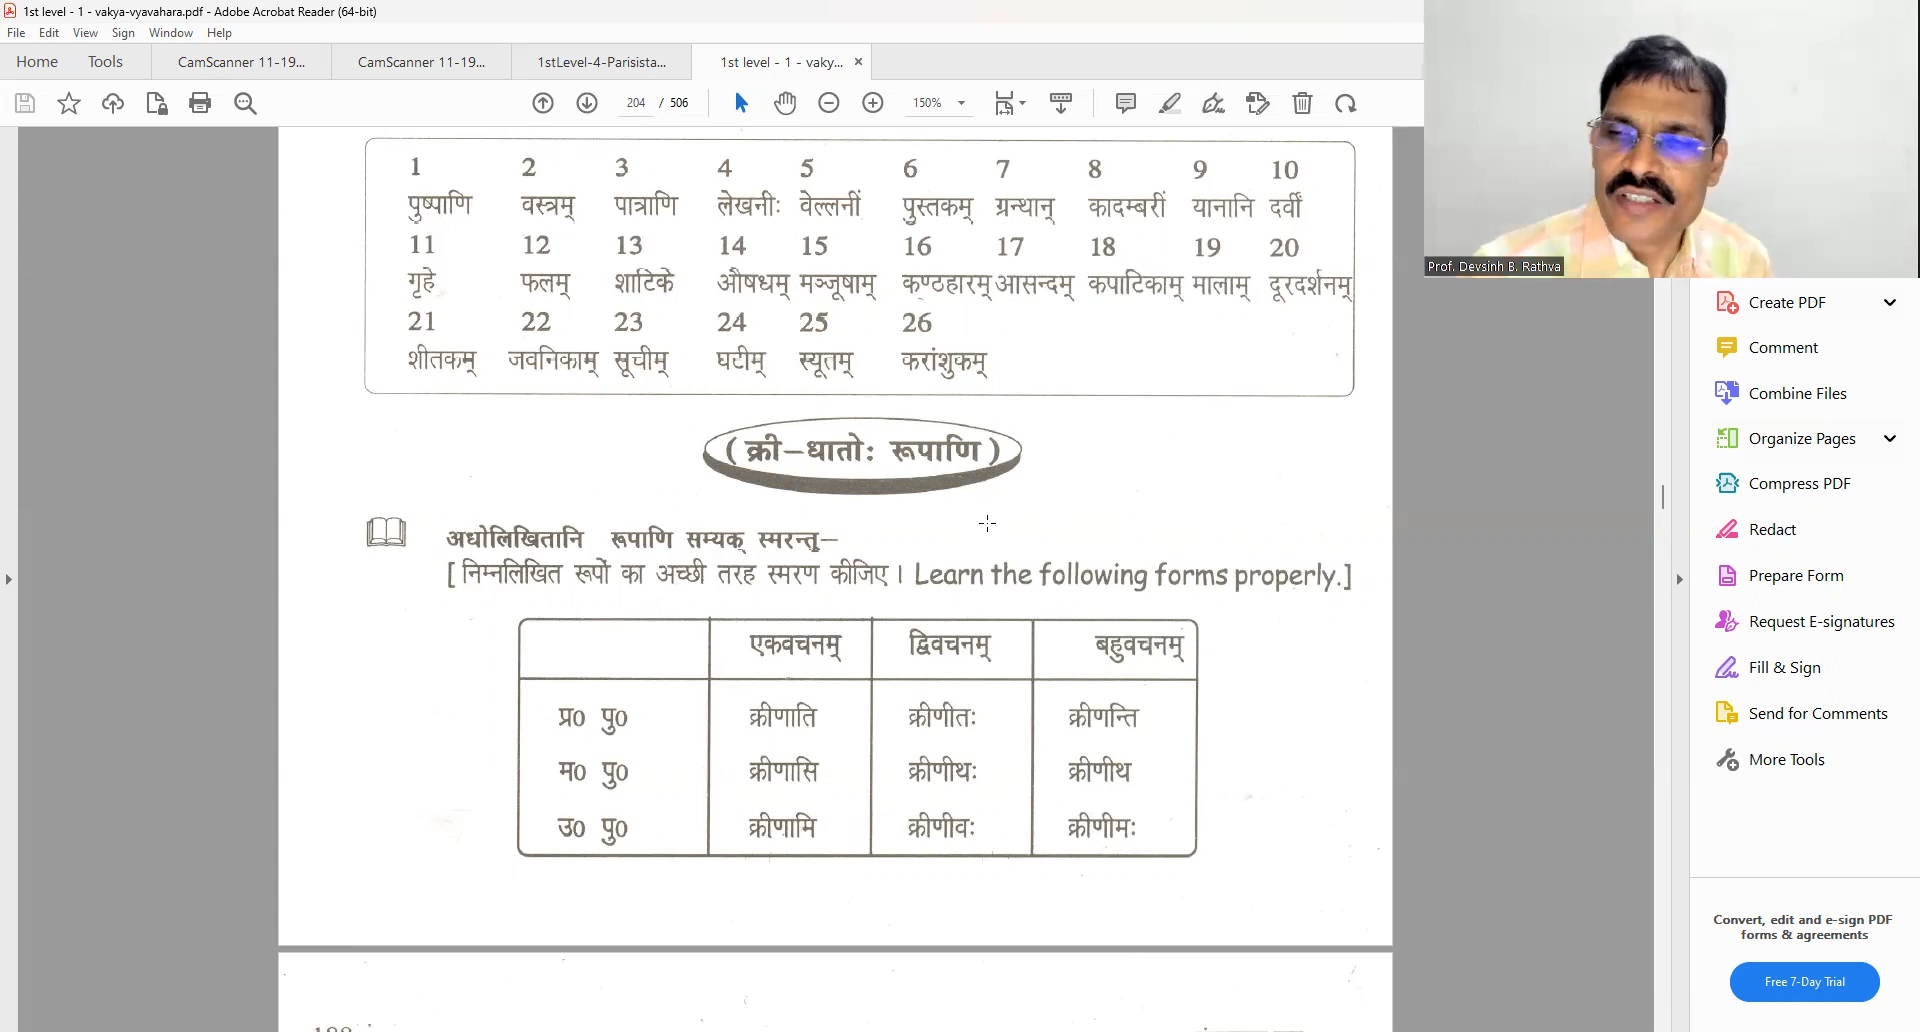 1st level - 1 - vakya-vyavahara.pdf - Adobe Acrobat Reader (64-bit)
File Edit View Sign Window Help
Home Tools CamScanner 11-19... CamScanner 11-19... 1stLevel-4-Parisista... 1st level - 1 - vaky...
204 / 506 150%
1 2 3 4 5 6 7 8 9 10
पुष्पाणि वस्त्रम् पात्राणि लेखनीः वेल्लनीं पुस्तकम् ग्रन्थान् कादम्बरीं यानानि दर्वीं
11 12 13 14 15 16 17 18 19 20
गृहे फलम् शाटिके औषधम् मञ्जूषाम् कण्ठहारम् आसन्दम् कपाटिकाम् मालाम् दूरदर्शनम्
21 22 23 24 25 26
शीतकम् जवनिकाम् सूचीम् घटीम् स्यूतम् करांशुकम्
(क्री-धातोः रूपाणि)
अधोलिखितानि रूपाणि सम्यक् स्मरन्तु-
[ निम्नलिखित रूपों का अच्छी तरह स्मरण कीजिए । Learn the following forms properly.]
एकवचनम् द्विवचनम् बहुवचनम्
प्र0 पु0 क्रीणाति क्रीणीतः क्रीणन्ति
म0 पु0 क्रीणासि क्रीणीथः क्रीणीथ
उ0 पु0 क्रीणामि क्रीणीवः क्रीणीमः
Prof. Devsinh B. Rathva
Create PDF
Comment
Combine Files
Organize Pages
Compress PDF
Redact
Prepare Form
Request E-signatures
Fill & Sign
Send for Comments
More Tools
Convert, edit and e-sign PDF
forms & agreements
Free 7-Day Trial